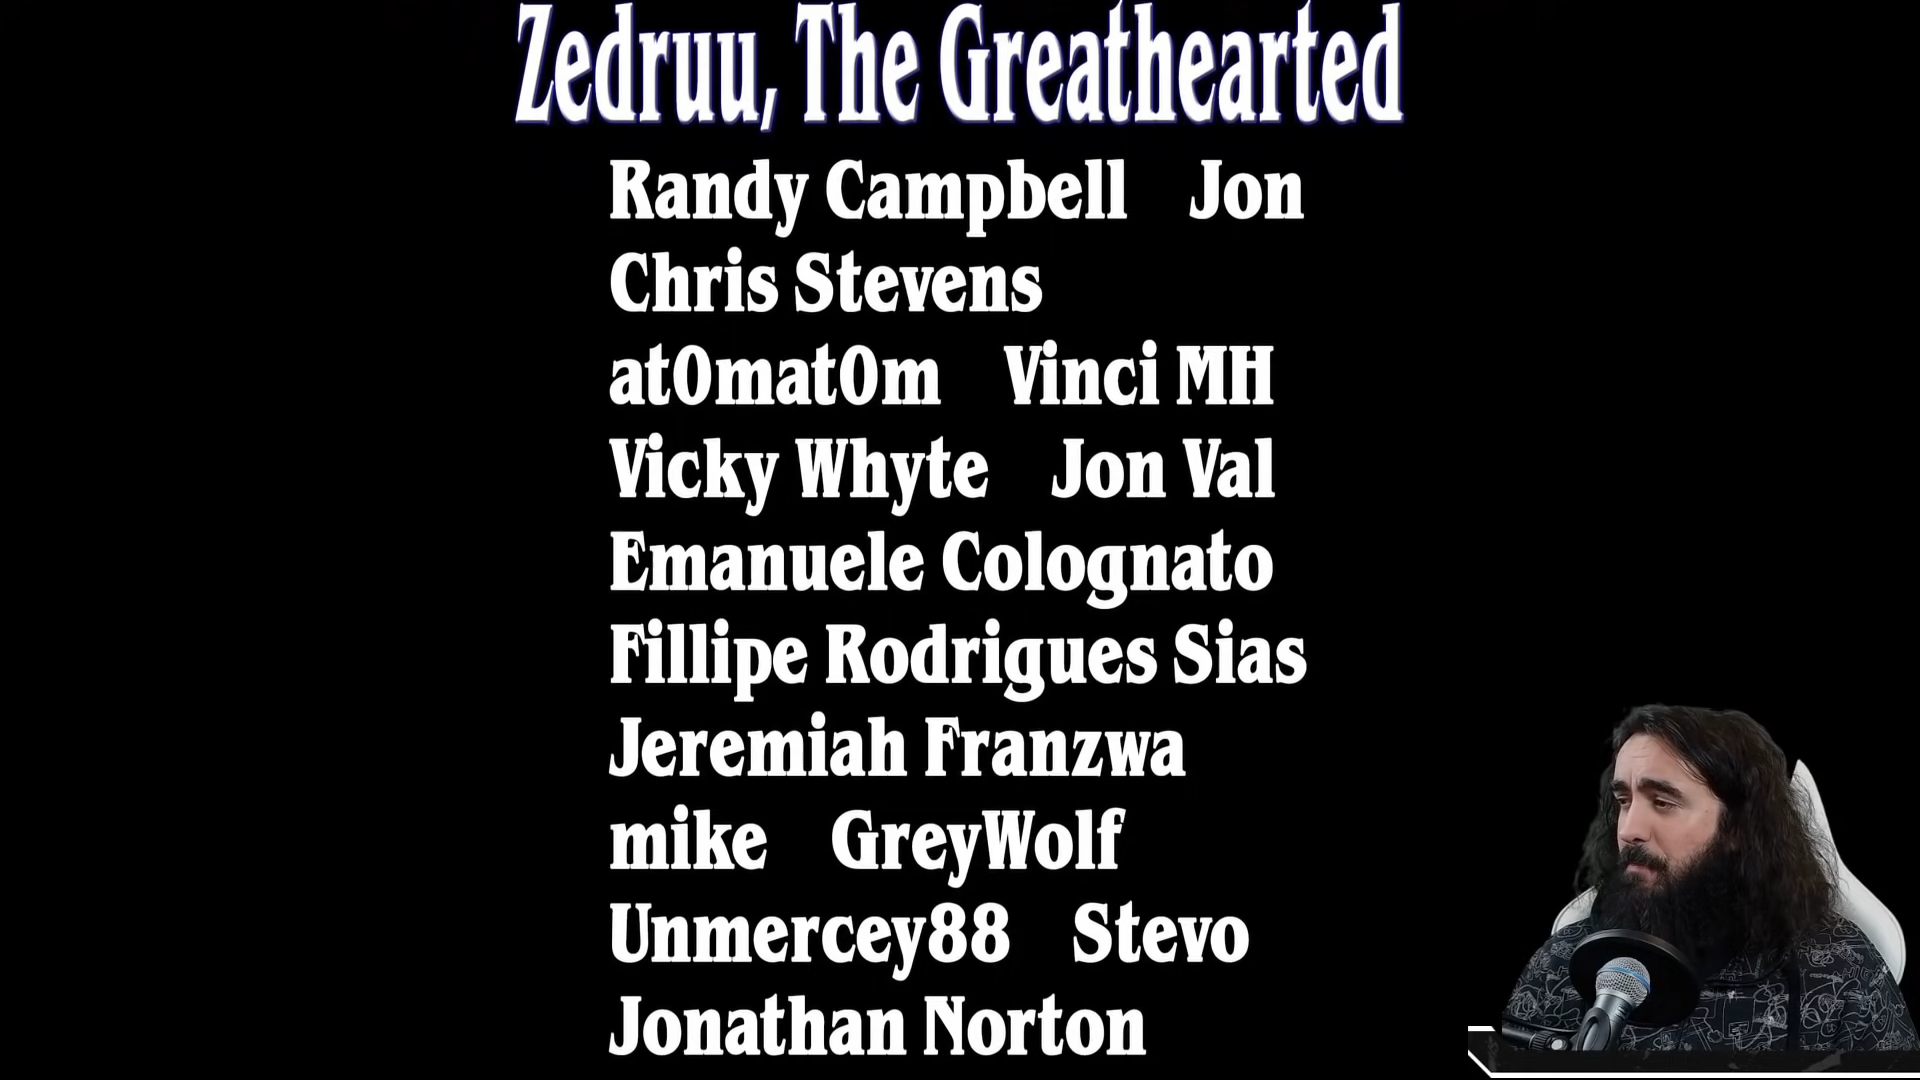 Zedruu, The Greathearted
Randy Campbell Jon
Chris Stevens
at0mat0m Vinci MH
Vicky Whyte Jon Val
Emanuele Colognato
Fillipe Rodrigues Sias
Jeremiah Franzwa
mike GreyWolf
Unmercey88 Stevo
Jonathan Norton